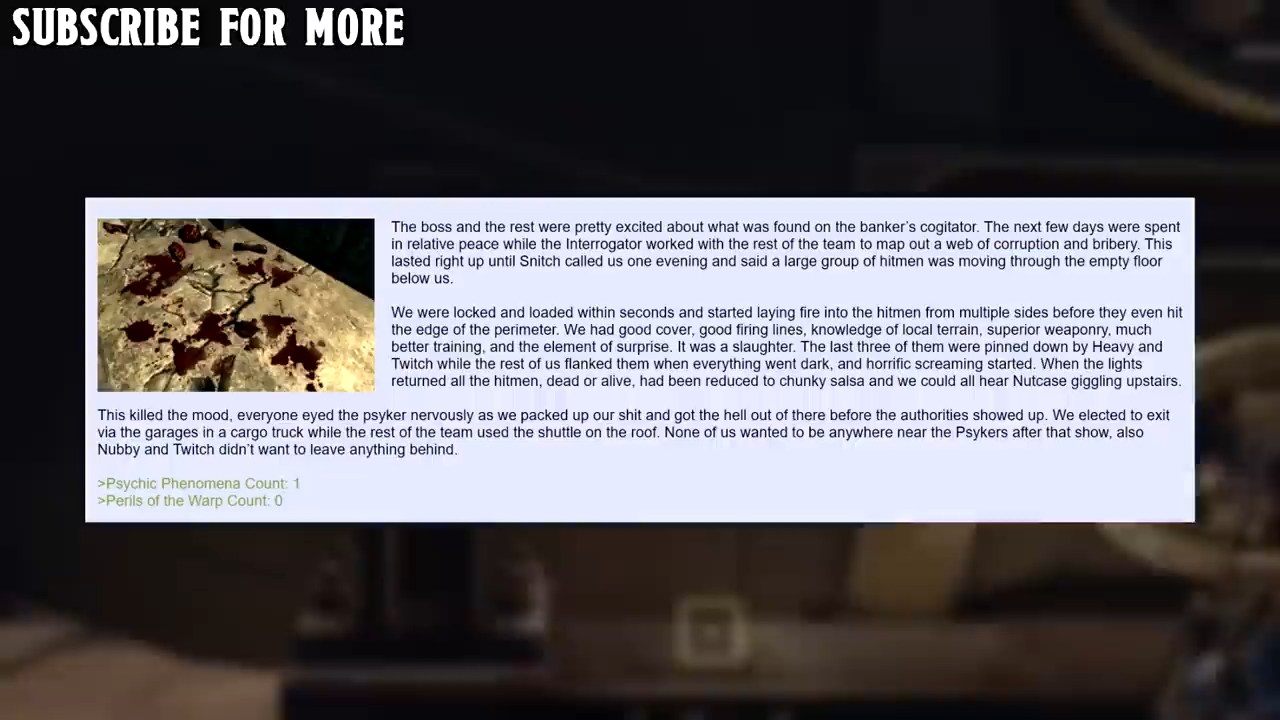 SUBSCRIBE FOR MORE
The boss and the rest were pretty excited about what was found on the banker's cogitator. The next few days were spent
in relative peace while the Interrogator worked with the rest of the team to map out a web of corruption and bribery. This
lasted right up until Snitch called us one evening and said a large group of hitmen was moving through the empty floor
below us.
We were locked and loaded within seconds and started laying fire into the hitmen from multiple sides before they even hit
the edge of the perimeter. We had good cover, good firing lines, knowledge of local terrain, superior weaponry, much
better training, and the element of surprise. It was a slaughter. The last three of them were pinned down by Heavy and
Twitch while the rest of us flanked them when everything went dark, and horrific screaming started. When the lights
returned all the hitmen, dead or alive, had been reduced to chunky salsa and we could all hear Nutcase giggling upstairs.
This killed the mood, everyone eyed the psyker nervously as we packed up our shit and got the hell out of there before the authorities showed up. We elected to exit
via the garages in a cargo truck while the rest of the team used the shuttle on the roof. None of us wanted to be anywhere near the Psykers after that show, also
Nubby and Twitch didn't want to leave anything behind.
>Psychic Phenomena Count: 1
>Perils of the Warp Count: 0